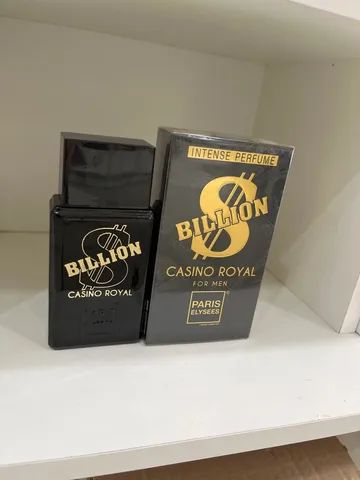 BILLION
CASINO ROYAL
INTENSE PERFUME
$
BILLION
CASINO ROYAL
FOR MEN
PARIS
ELYSEES